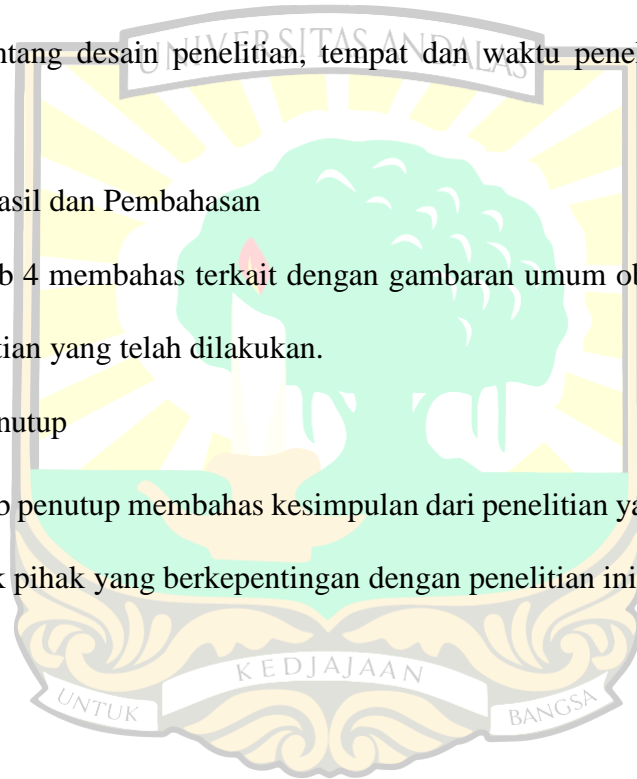 UNIVERSITAS ANDALAS
ntang desain penelitian, tempat dan waktu penel
asil dan Pembahasan
b 4 membahas terkait dengan gambaran umum ob
tian yang telah dilakukan.
nutup
b penutup membahas kesimpulan dari penelitian ya
k pihak yang berkepentingan dengan penelitian ini
KEDJAJAAN
UNTUK BANGSA